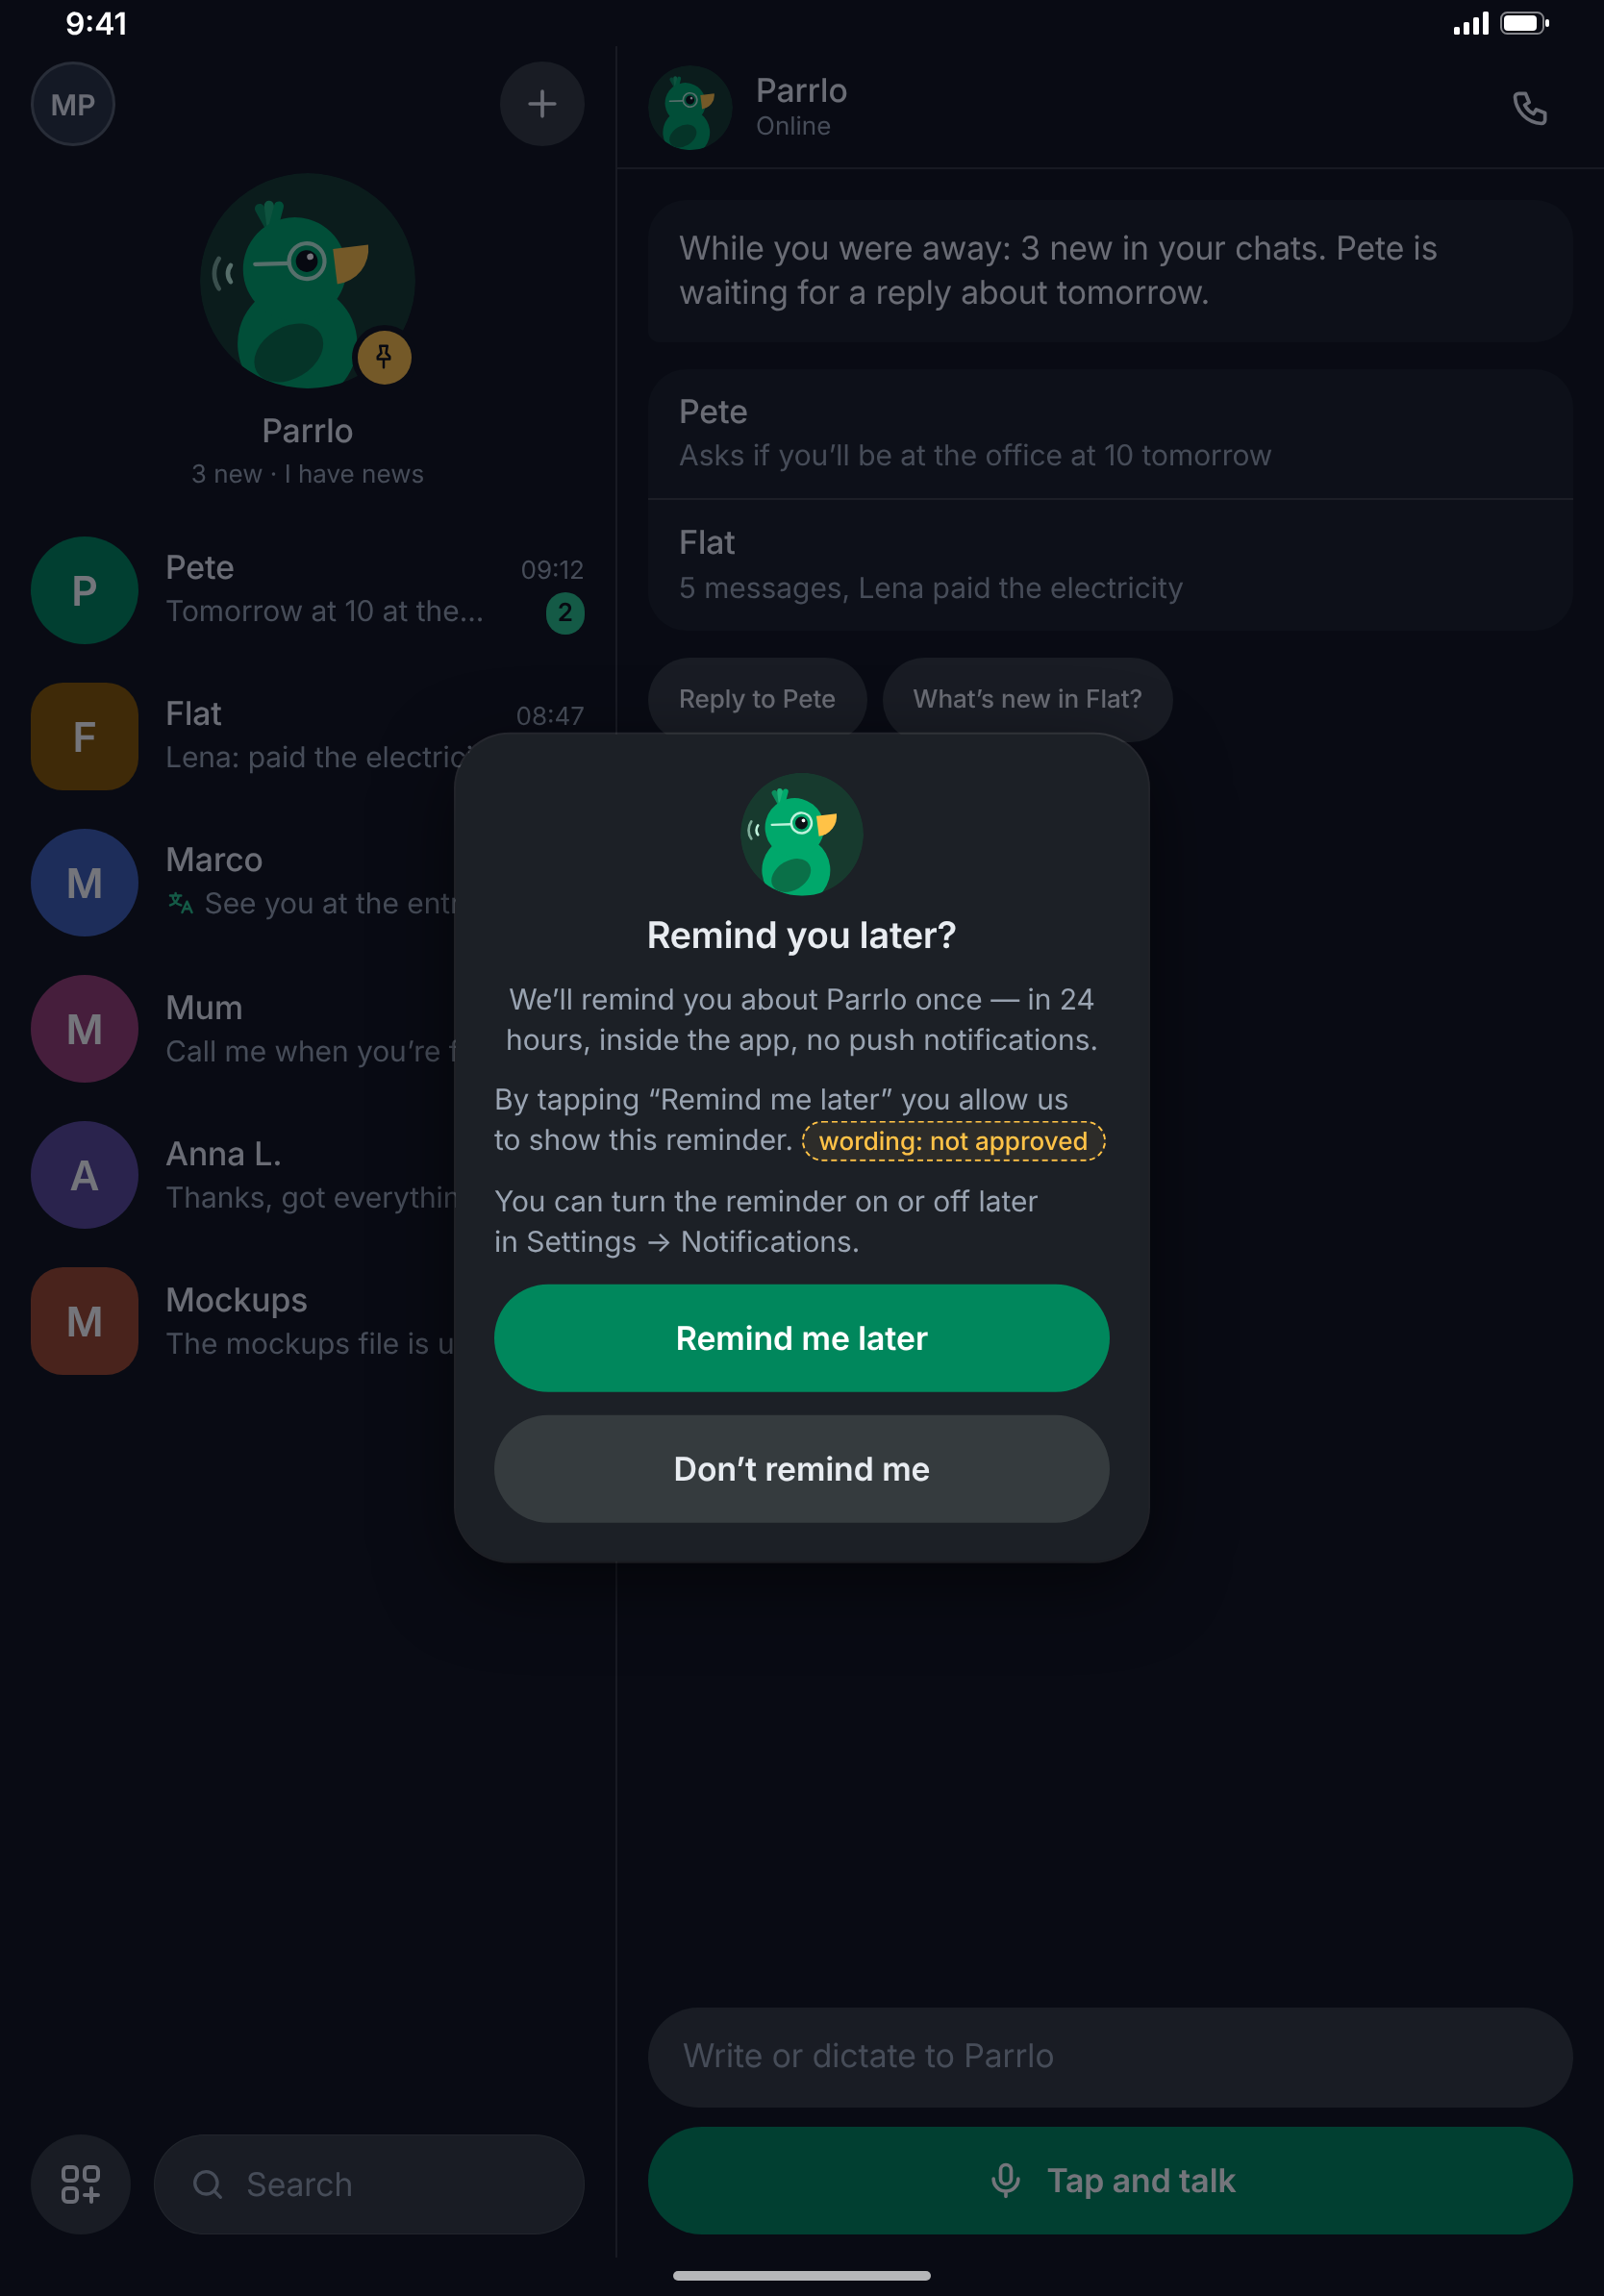 9:41
MP
Parrlo
3 new · I have news
P
Pete
09:12
Tomorrow at 10 at the...
2
F
Flat
08:47
Lena: paid the electrici
M
Marco
See you at the entr
M
Mum
Call me when you’re f
A
Anna L.
Thanks, got everythin
M
Mockups
The mockups file is u
Search
Parrlo
Online
While you were away: 3 new in your chats. Pete is
waiting for a reply about tomorrow.
Pete
Asks if you’ll be at the office at 10 tomorrow
Flat
5 messages, Lena paid the electricity
Reply to Pete
What’s new in Flat?
Remind you later?
We’ll remind you about Parrlo once — in 24
hours, inside the app, no push notifications.
By tapping “Remind me later” you allow us
to show this reminder. wording: not approved
You can turn the reminder on or off later
in Settings → Notifications.
Remind me later
Don’t remind me
Write or dictate to Parrlo
Tap and talk